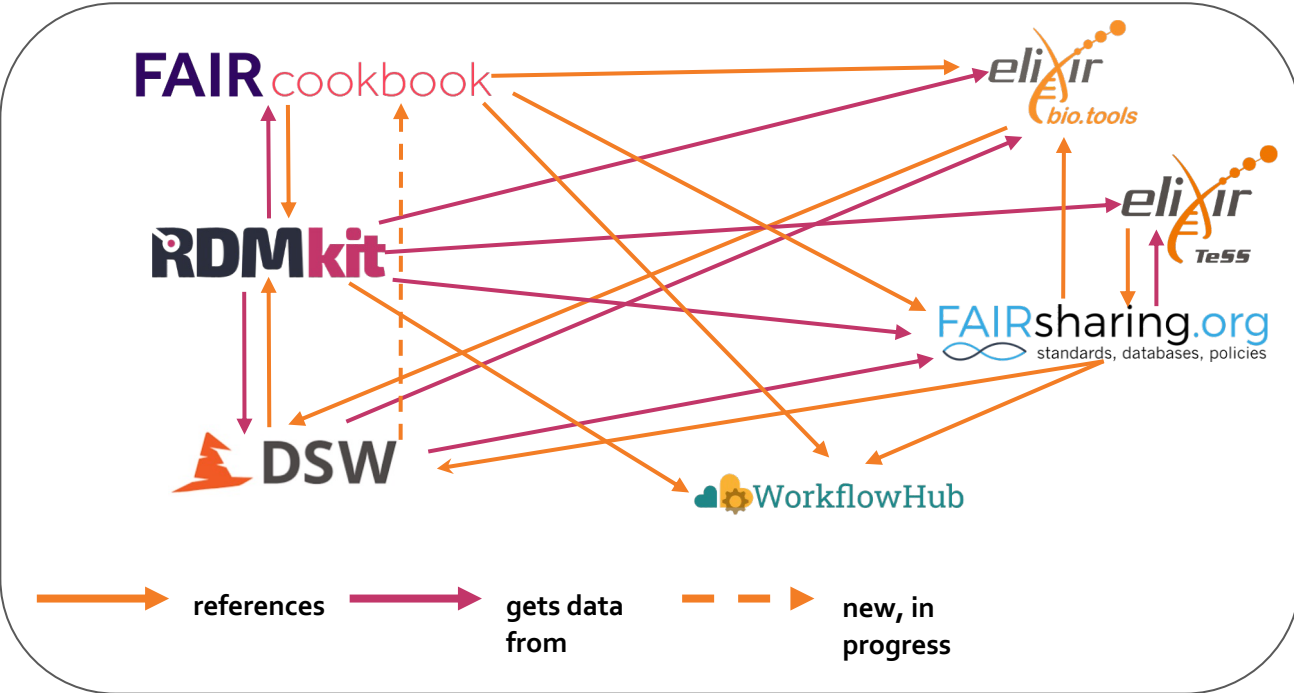 FAIR cookbook
elixir
bio.tools
elixir
TeSS
RDMkit
FAIRsharing.org
standards, databases, policies
DSW
WorkflowHub
references
gets data
from
new, in
progress